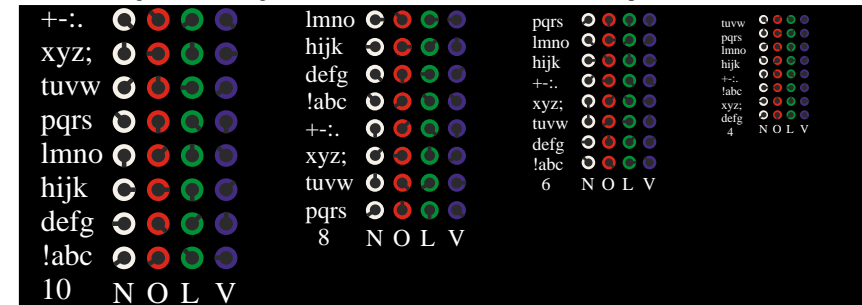 +-:.
xyz;
tuvw
pqrs
lmno
hijk
defg
!abc
10 N O L V
lmno
hijk
defg
!abc
+-:.
xyz;
tuvw
pqrs
8 N O L V
pqrs
lmno
hijk
+-:.
xyz;
tuvw
defg
!abc
6 N O L V
tuvw
pqrs
lmno
hijk
+-:.
!abc
xyz;
defg
4 N O L V